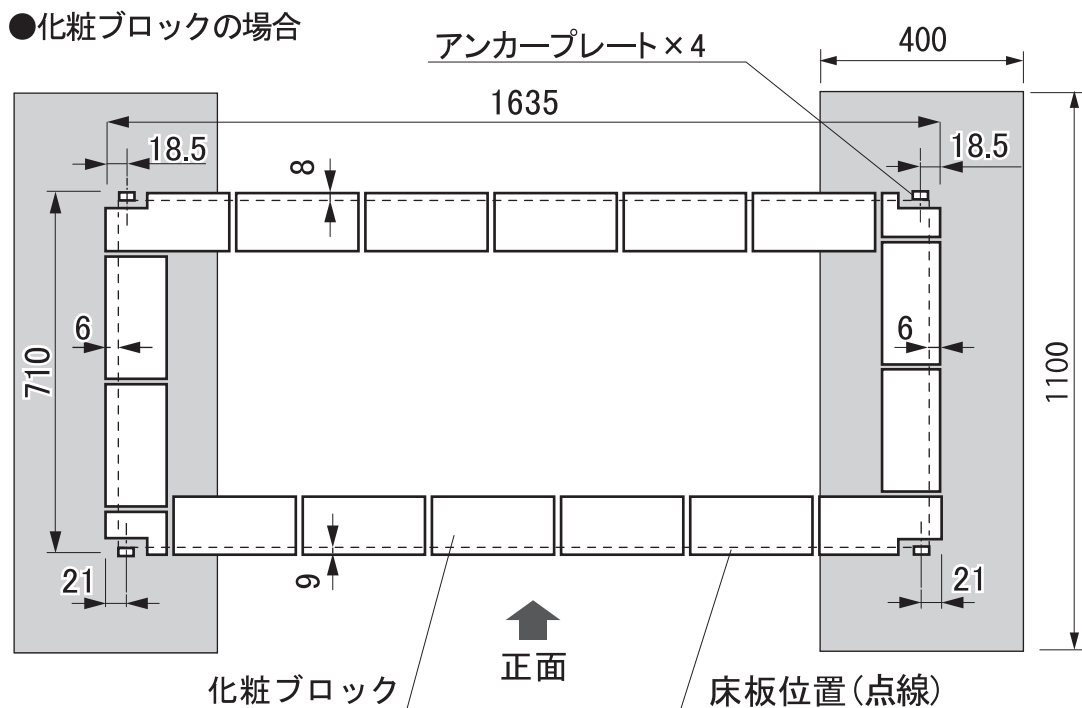 ●化粧ブロックの場合
アンカープレート×4
400
1635
18.5
8
18.5
6
6
710
1100
21
9
21
正面
化粧ブロック
床板位置(点線)